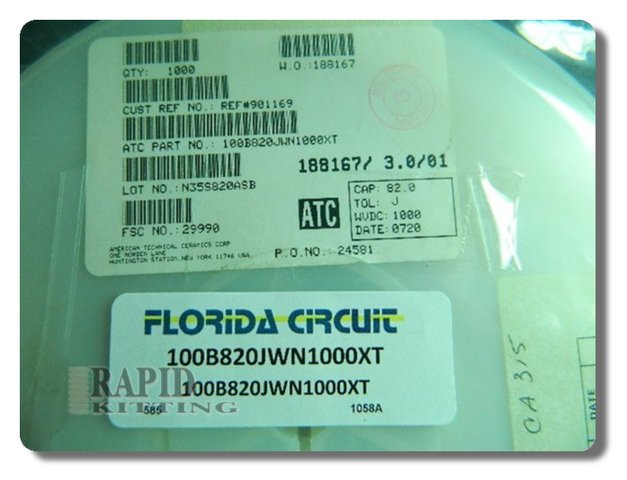 QTY: 1000
W.O.:188167
CUST REF NO.: REF#901169
ATC PART NO.: 100B820JWN1000XT
188167/ 3.0/01
LOT NO.:N35S820ASB
CAP: 82.0
TOL: J
WVDC: 1000
DATE:0720
ATC
FSC NO.:29990
P.O.NO.:24581
AMERICAN TECHNICAL CERAMICS CORP
ONE NORDEN LANE
HUNTINGTON STATION,NEW YORK 11746 USA
FLORIDA CIRCUIT
100B820JWN1000XT
100B820JWN1000XT
585
1058A
RAPID
KITTING
CA 315
DATE